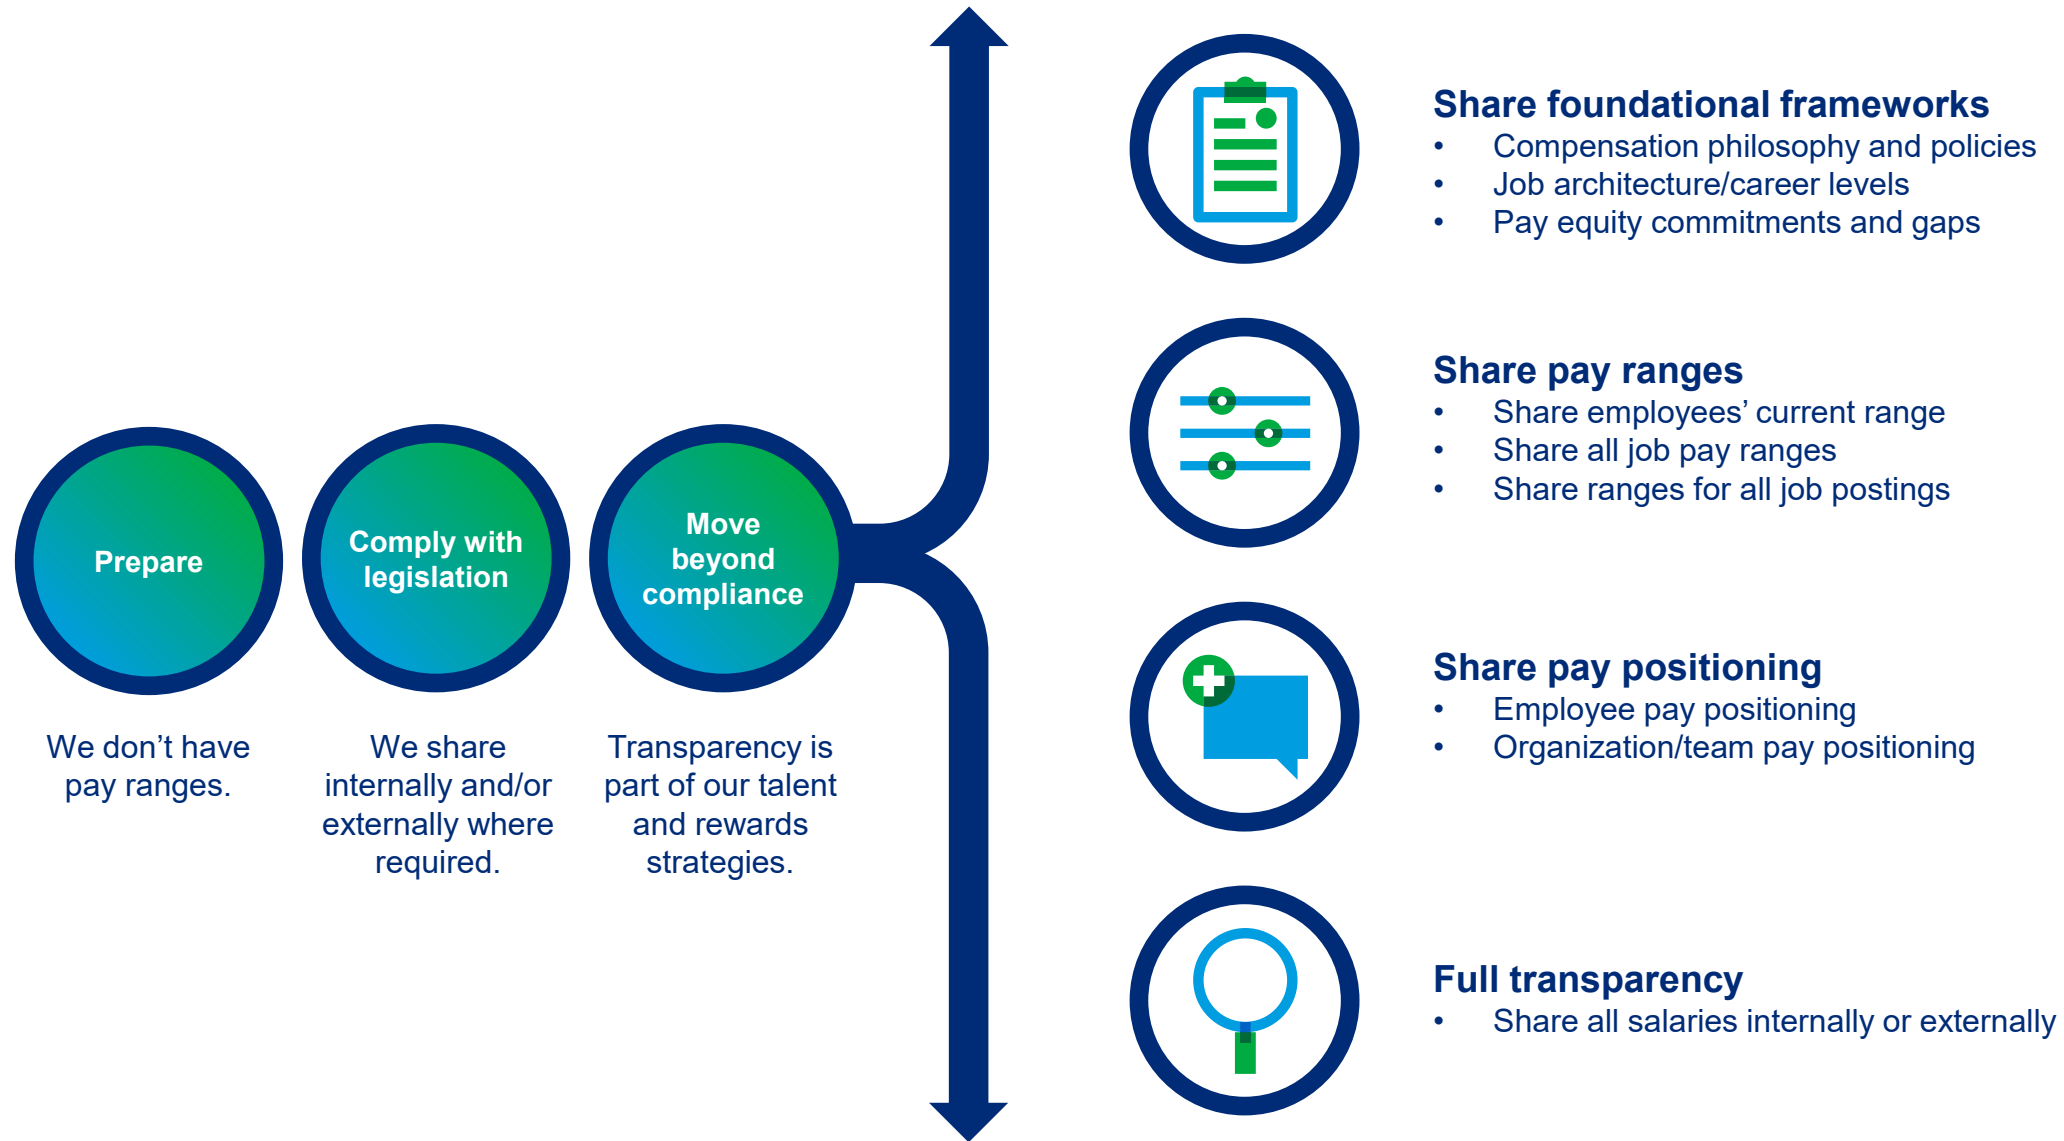 Prepare
We don’t have
pay ranges.
Comply with
legislation
We share
internally and/or
externally where
required.
Move
beyond
compliance
Transparency is
part of our talent
and rewards
strategies.
Share foundational frameworks
• Compensation philosophy and policies
• Job architecture/career levels
• Pay equity commitments and gaps
Share pay ranges
• Share employees’ current range
• Share all job pay ranges
• Share ranges for all job postings
Share pay positioning
• Employee pay positioning
• Organization/team pay positioning
Full transparency
• Share all salaries internally or externally